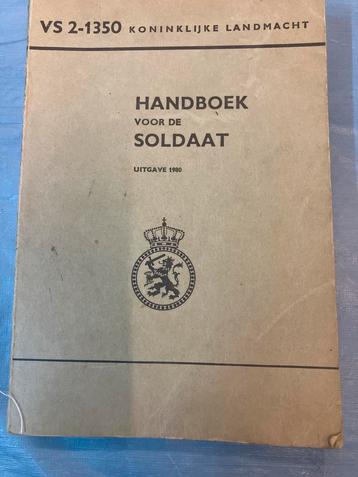 VS 2-1350 KONINKLIJKE LANDMACHT
HANDBOEK
VOOR DE
SOLDAAT
UITGAVE 1980